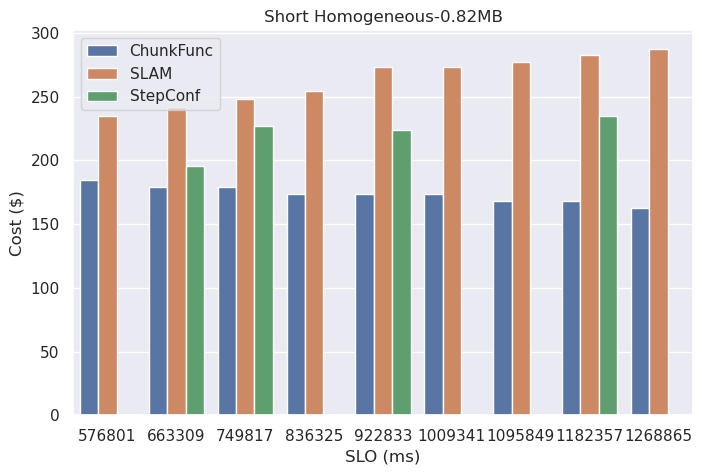 Short Homogeneous-0.82MB
ChunkFunc
SLAM
StepConf
300
250
200
150
100
50
0
Cost ($)
576801 663309 749817 836325 922833 1009341 1095849 1182357 1268865
SLO (ms)